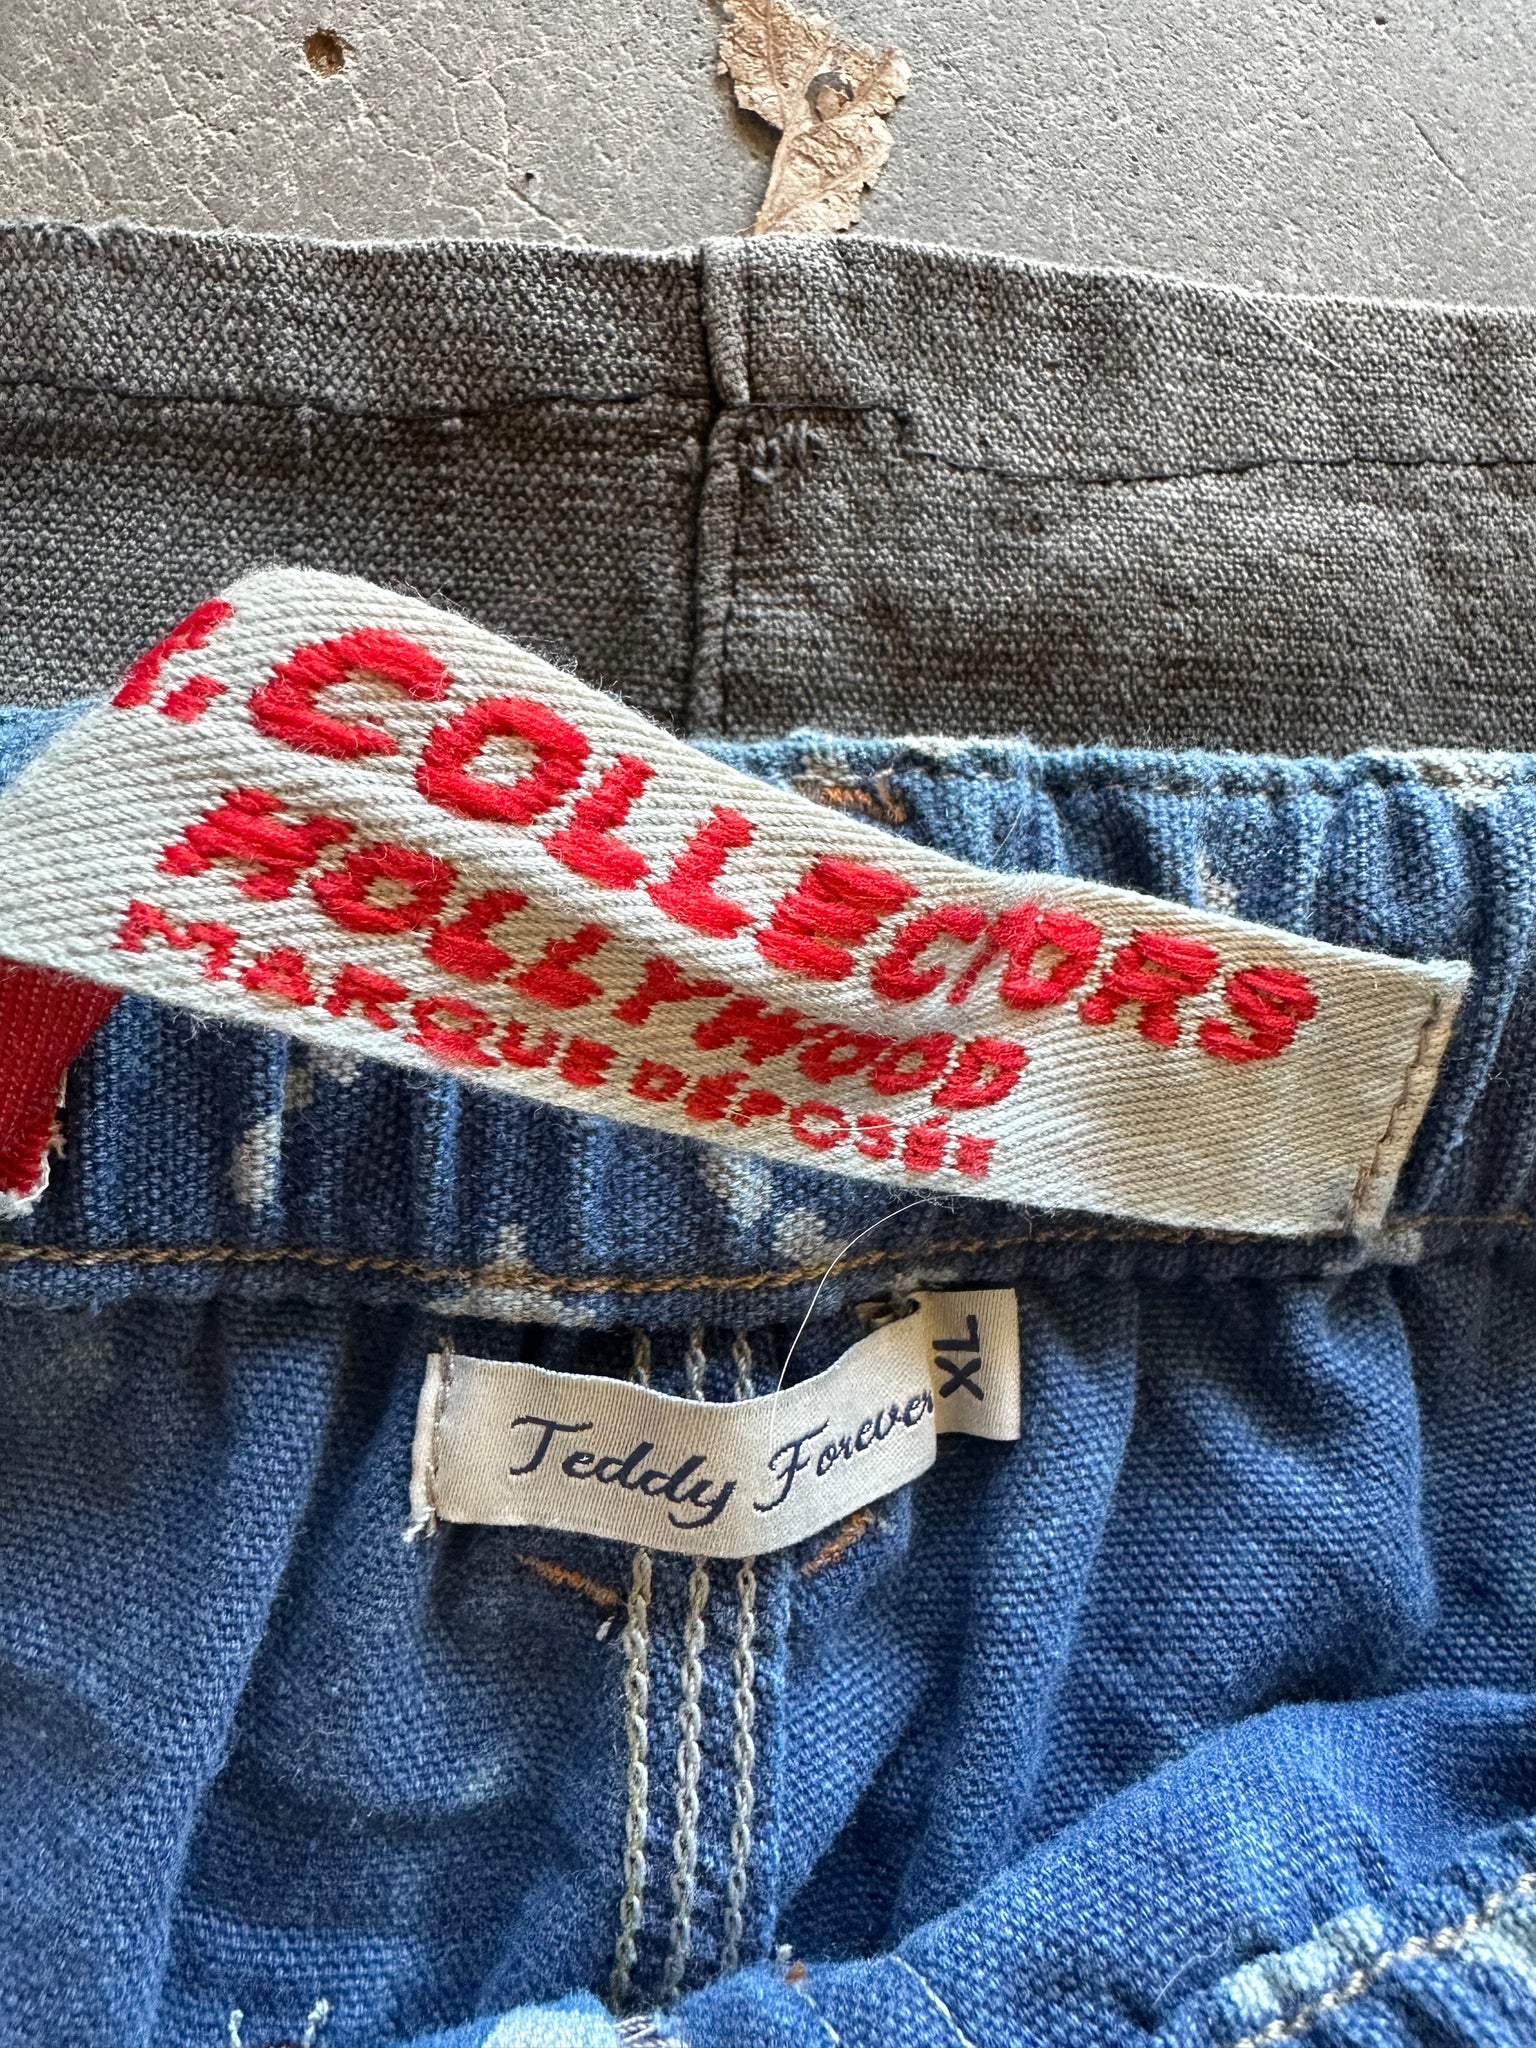 COLLECTORS
HOLLYWOOD
MARQUE DÉPOSÉE
Teddy Forever
XL